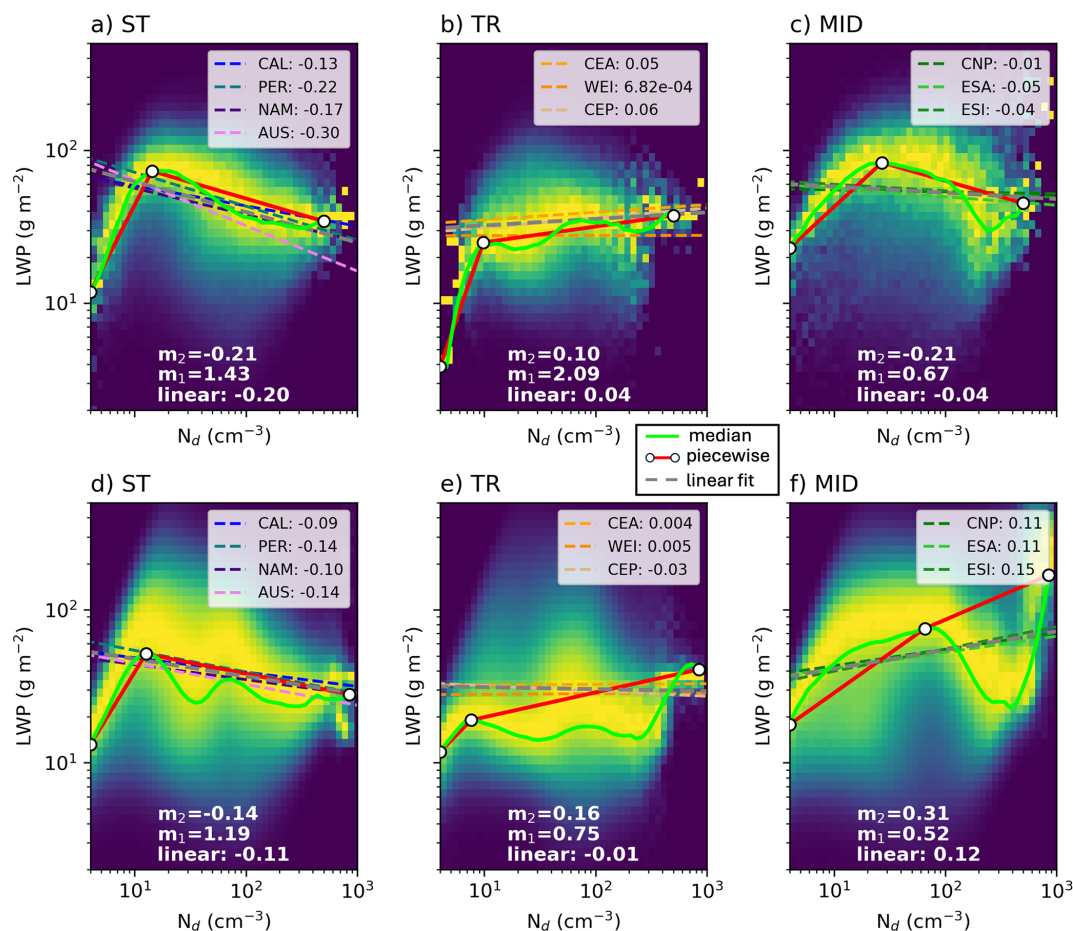 a) ST
b) TR
c) MID
CAL: -0.13
PER: -0.22
NAM: -0.17
AUS: -0.30
CEA: 0.05
WEI: 6.82e-04
CEP: 0.06
CNP: -0.01
ESA: -0.05
ESI: -0.04
LWP (g m⁻²)
10²
10¹
m₂=-0.21
m₁=1.43
linear: -0.20
N_d (cm⁻³)
LWP (g m⁻²)
10²
10¹
m₂=0.10
m₁=2.09
linear: 0.04
N_d (cm⁻³)
LWP (g m⁻²)
10²
10¹
m₂=-0.21
m₁=0.67
linear: -0.04
N_d (cm⁻³)
median
piecewise
linear fit
d) ST
e) TR
f) MID
CAL: -0.09
PER: -0.14
NAM: -0.10
AUS: -0.14
CEA: 0.004
WEI: 0.005
CEP: -0.03
CNP: 0.11
ESA: 0.11
ESI: 0.15
LWP (g m⁻²)
10²
10¹
m₂=-0.14
m₁=1.19
linear: -0.11
10¹ 10² 10³
N_d (cm⁻³)
LWP (g m⁻²)
10²
10¹
m₂=0.16
m₁=0.75
linear: -0.01
10¹ 10² 10³
N_d (cm⁻³)
LWP (g m⁻²)
10²
10¹
m₂=0.31
m₁=0.52
linear: 0.12
10¹ 10² 10³
N_d (cm⁻³)